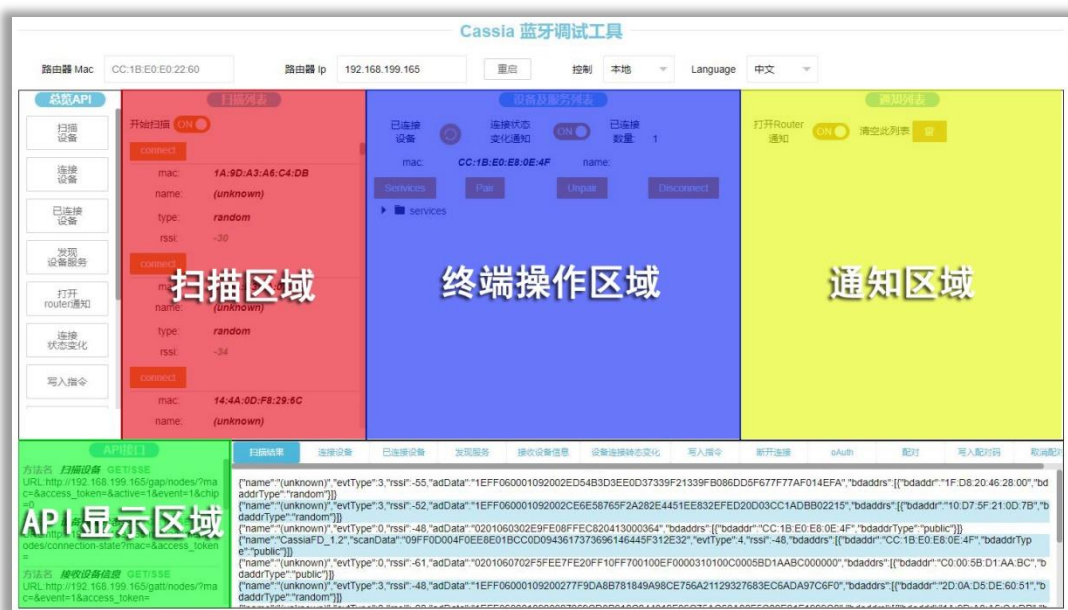 Cassia 蓝牙调试工具
路由器 Mac CC:1B:E0:E0:22:60 路由器 Ip 192.168.199.165 重启 控制 本地 Language 中文
总览API
扫描
设备
连接
设备
已连接
设备
发现
设备服务
打开
router通知
连接
状态变化
写入指令
扫描列表
开始扫描 ON
connect
mac: 1A:9D:A3:A6:C4:DB
name: (unknown)
type: random
rssi: -30
connect
扫描区域
name: (unknown)
type: random
rssi: -34
connect
mac: 14:4A:0D:F8:29:6C
name: (unknown)
设备及服务列表
已连接
设备
连接状态
变化通知
ON
已连接
数量: 1
mac: CC:1B:E0:E8:0E:4F name:
Serivices Pair Unpair Disconnect
services
终端操作区域
通知列表
打开Router
通知
ON 清空此列表
通知区域
API接口
方法名 扫描设备 GET/SSE
URL:http://192.168.199.165/gap/nodes/?ma
c=&access_token=&active=1&event=1&chip
=0
API显示区域
odes/connection-state?mac=&access_token
=
方法名 接收设备信息 GET/SSE
URL:http://192.168.199.165/gatt/nodes/?ma
c=&event=1&access_token=
扫描结果 连接设备 已连接设备 发现服务 接收设备信息 设备连接转态变化 写入指令 断开连接 oAuth 配对 写入配对码 取消配对
{"name":"(unknown)","evtType":3,"rssi":-55,"adData":"1EFF060001092002ED54B3D3EE0D37339F21339FB086DD5F677F77AF014EFA","bdaddrs":[{"bdaddr":"1F:D8:20:46:28:00","bd
addrType":"random"}]}
{"name":"(unknown)","evtType":3,"rssi":-52,"adData":"1EFF060001092002CE6E58765F2A282E4451EE832EFED20D03CC1ADBB02215","bdaddrs":[{"bdaddr":"10:D7:5F:21:0D:7B","b
daddrType":"random"}]}
{"name":"(unknown)","evtType":0,"rssi":-48,"adData":"0201060302E9FE08FFEC820413000364","bdaddrs":[{"bdaddr":"CC:1B:E0:E8:0E:4F","bdaddrType":"public"}]}
{"name":"CassiaFD_1.2","scanData":"09FF0D004F0EE8E01BCC0D0943617373696146445F312E32","evtType":4,"rssi":-48,"bdaddrs":[{"bdaddr":"CC:1B:E0:E8:0E:4F","bdaddrTyp
e":"public"}]}
{"name":"(unknown)","evtType":0,"rssi":-61,"adData":"0201060702F5FEE7FE20FF10FF700100EF0000310100C0005BD1AABC000000","bdaddrs":[{"bdaddr":"C0:00:5B:D1:AA:BC","b
daddrType":"public"}]}
{"name":"(unknown)","evtType":3,"rssi":-48,"adData":"1EFF06000109200277F9DA8B781849A98CE756A21129327683EC6ADA97C6F0","bdaddrs":[{"bdaddr":"2D:0A:D5:DE:60:51","b
daddrType":"random"}]}